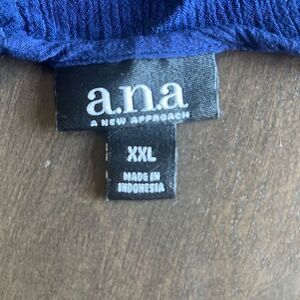 a.n.a
A NEW APPROACH
XXL
MADE IN
INDONESIA